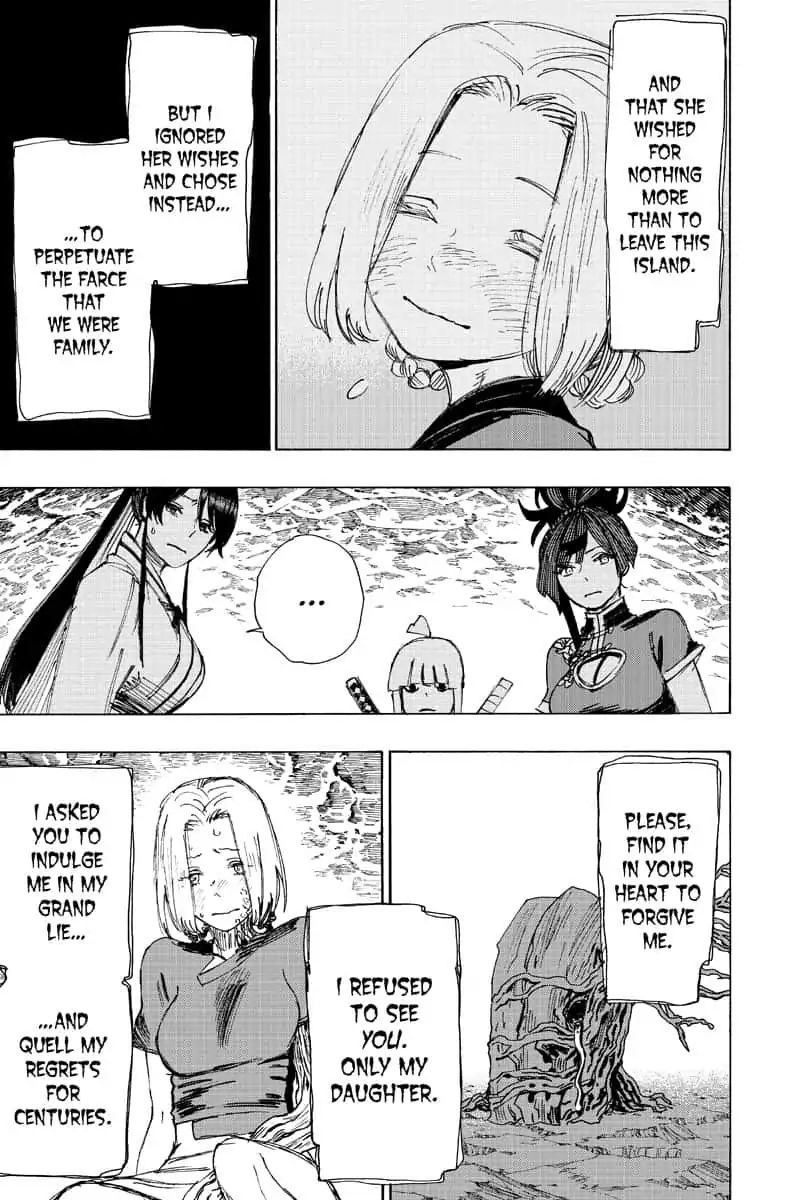 AND
THAT SHE
WISHED
FOR
NOTHING
MORE
THAN TO
LEAVE THIS
ISLAND.
BUT I
IGNORED
HER WISHES
AND CHOSE
INSTEAD...
...TO
PERPETUATE
THE FARCE
THAT
WE WERE
FAMILY.
...
PLEASE,
FIND IT
IN YOUR
HEART TO
FORGIVE
ME.
I REFUSED
TO SEE
YOU.
ONLY MY
DAUGHTER.
I ASKED
YOU TO
INDULGE
ME IN MY
GRAND
LIE...
...AND
QUELL MY
REGRETS
FOR
CENTURIES.